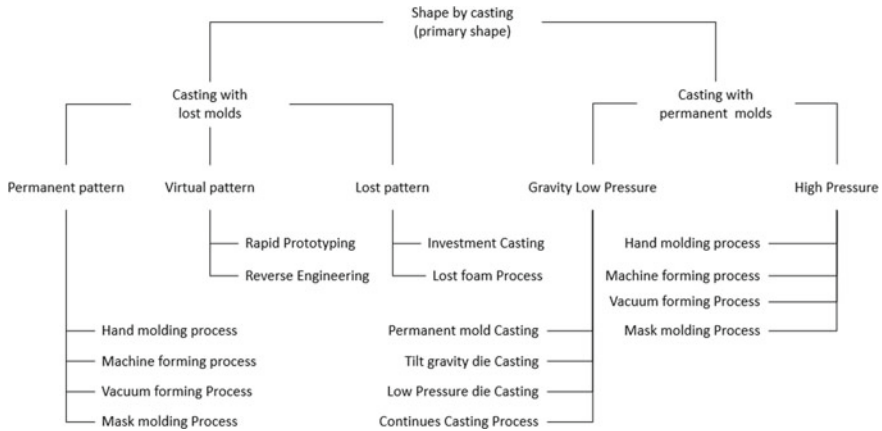 Shape by casting
(primary shape)
Casting with
lost molds
Casting with
permanent molds
Permanent pattern
Virtual pattern
Lost pattern
Gravity Low Pressure
High Pressure
Rapid Prototyping
Reverse Engineering
Investment Casting
Lost foam Process
Hand molding process
Machine forming process
Vacuum forming Process
Mask molding Process
Hand molding process
Machine forming process
Vacuum forming Process
Mask molding Process
Permanent mold Casting
Tilt gravity die Casting
Low Pressure die Casting
Continues Casting Process